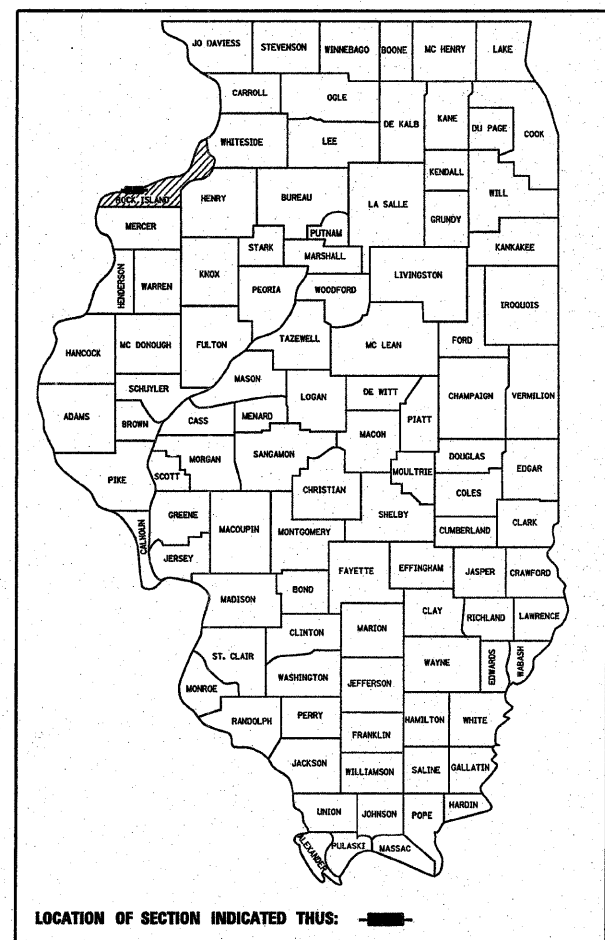 JO DAVIESS
STEVENSON
WINNEBAGO
BOONE
MC HENRY
LAKE
CARROLL
OGLE
DE KALB
KANE
DU PAGE
COOK
WHITESIDE
LEE
KENDALL
WILL
ROCK ISLAND
HENRY
BUREAU
LA SALLE
GRUNDY
MERCER
PUTNAM
STARK
MARSHALL
KANKAKEE
HENDERSON
WARREN
KNOX
PEORIA
WOODFORD
LIVINGSTON
IROQUOIS
TAZEWELL
MC LEAN
FORD
HANCOCK
MC DONOUGH
FULTON
MASON
SCHUYLER
LOGAN
DE WITT
CHAMPAIGN
VERMILION
ADAMS
BROWN
CASS
MENARD
PIATT
MACON
SANGAMON
DOUGLAS
MORGAN
MOULTRIE
EDGAR
PIKE
SCOTT
CHRISTIAN
COLES
GREENE
MACOUPIN
SHELBY
CLARK
CALHOUN
MONTGOMERY
CUMBERLAND
JERSEY
FAYETTE
EFFINGHAM
JASPER
CRAWFORD
MADISON
BOND
CLAY
RICHLAND
LAWRENCE
CLINTON
MARION
ST. CLAIR
WAYNE
EDWARDS
WABASH
WASHINGTON
JEFFERSON
MONROE
RANDOLPH
PERRY
HAMILTON
WHITE
FRANKLIN
JACKSON
WILLIAMSON
SALINE
GALLATIN
UNION
JOHNSON
POPE
HARDIN
ALEXANDER
PULASKI
MASSAC
LOCATION OF SECTION INDICATED THUS: